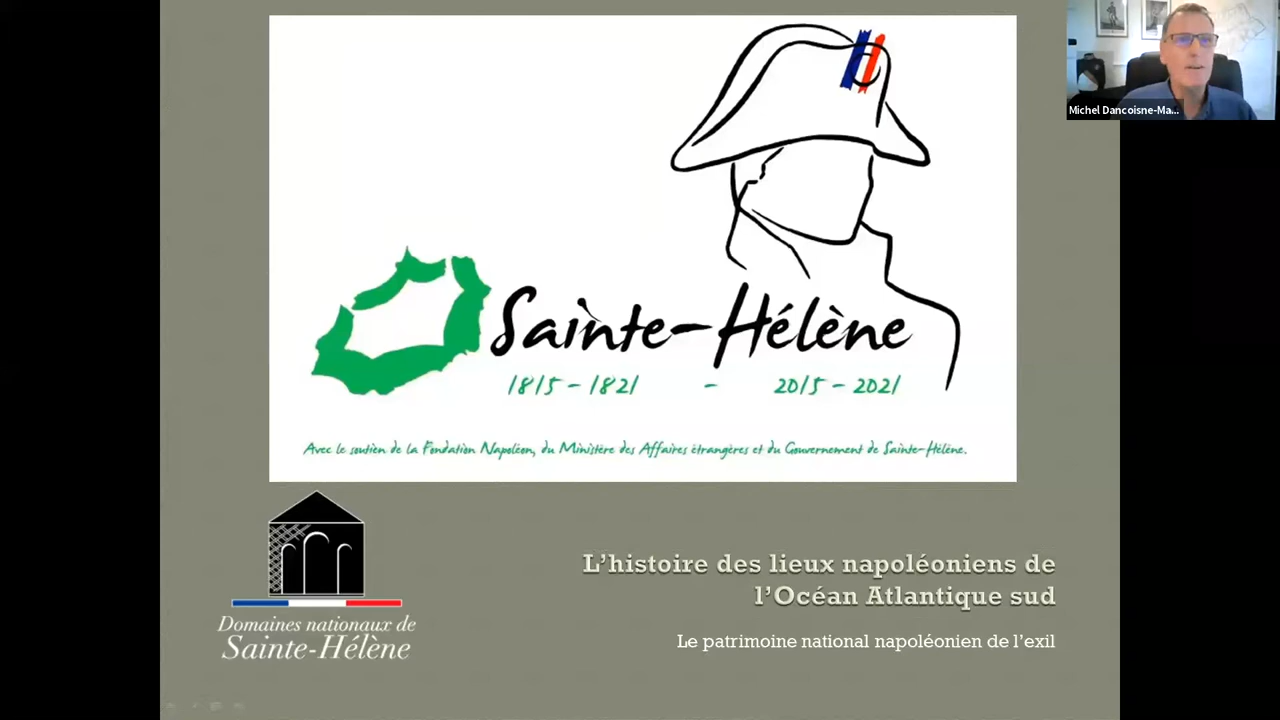 Michel Dancoisne-Ma...
Sainte-Hélène
1815 - 1821 - 2015 - 2021
Avec le soutien de la Fondation Napoléon, du Ministère des Affaires étrangères et du Gouvernement de Sainte-Hélène.
L'histoire des lieux napoléoniens de
l'Océan Atlantique sud
Le patrimoine national napoléonien de l'exil
Domaines nationaux de
Sainte-Hélène